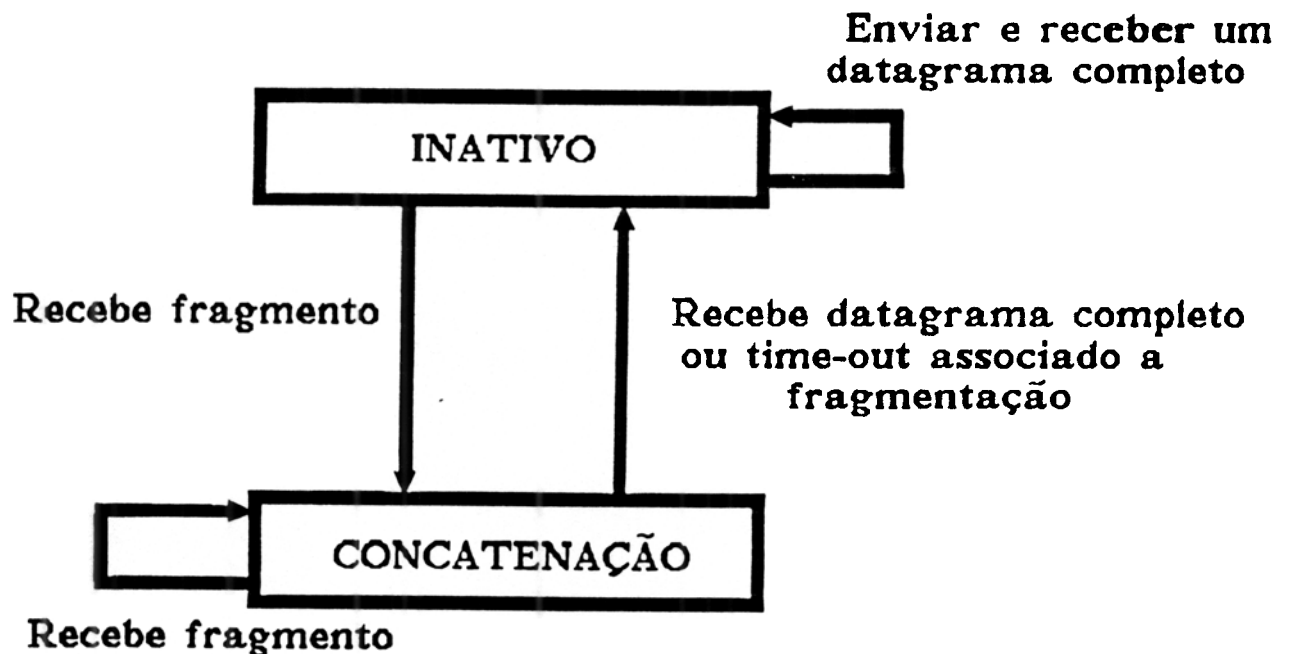 Enviar e receber um
datagrama completo
INATIVO
Recebe fragmento
Recebe datagrama completo
ou time-out associado a
fragmentação
CONCATENAÇÃO
Recebe fragmento